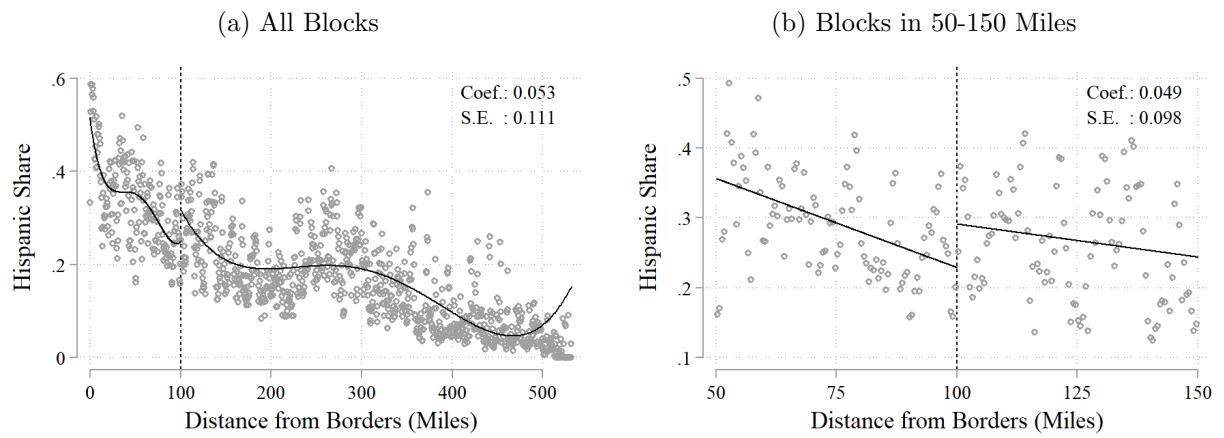 (a) All Blocks
Coef.: 0.053
S.E. : 0.111
Hispanic Share
.6
.4
.2
0
0 100 200 300 400 500
Distance from Borders (Miles)
(b) Blocks in 50-150 Miles
Coef.: 0.049
S.E. : 0.098
Hispanic Share
.5
.4
.3
.2
.1
50 75 100 125 150
Distance from Borders (Miles)